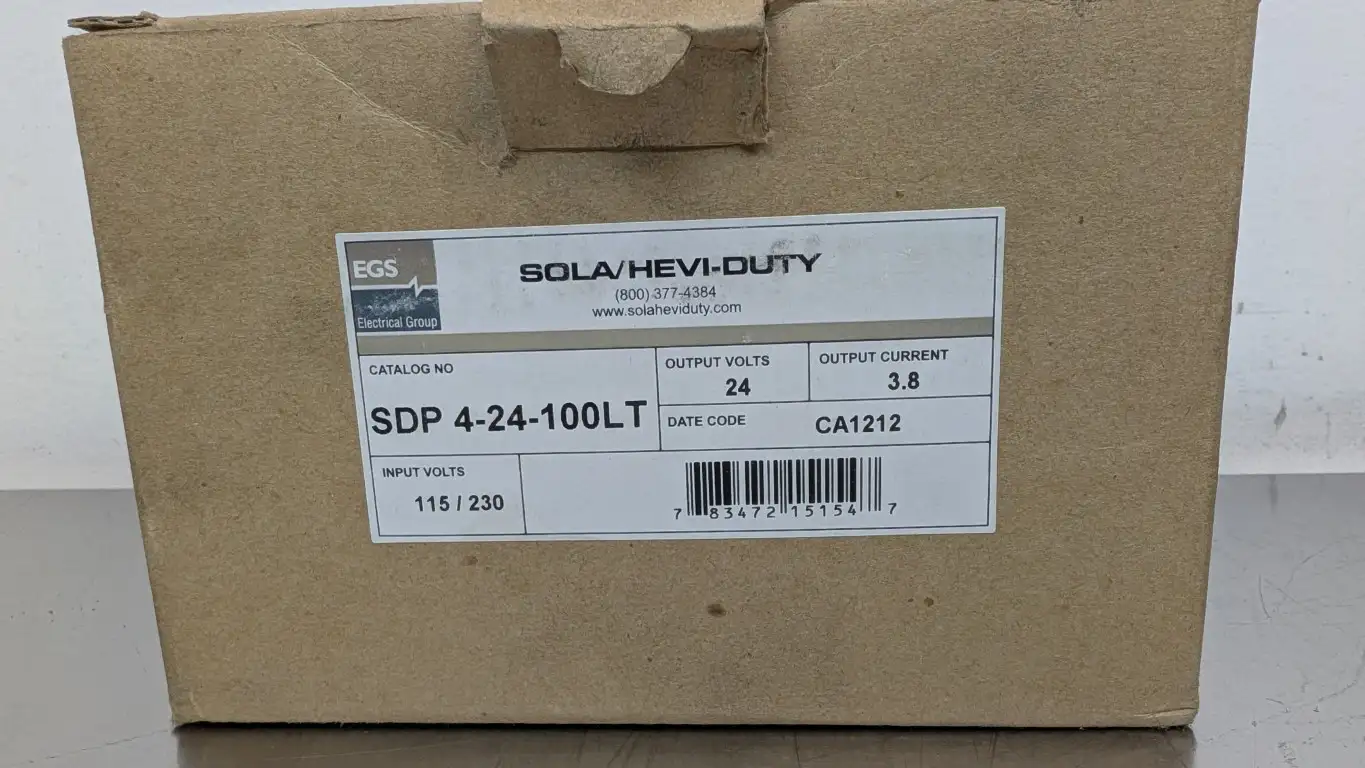 EGS
Electrical Group
SOLA/HEVI-DUTY
(800) 377-4384
www.solaheviduty.com
CATALOG NO
SDP 4-24-100LT
OUTPUT VOLTS
24
OUTPUT CURRENT
3.8
DATE CODE CA1212
INPUT VOLTS
115 / 230
7 83472 15154 7